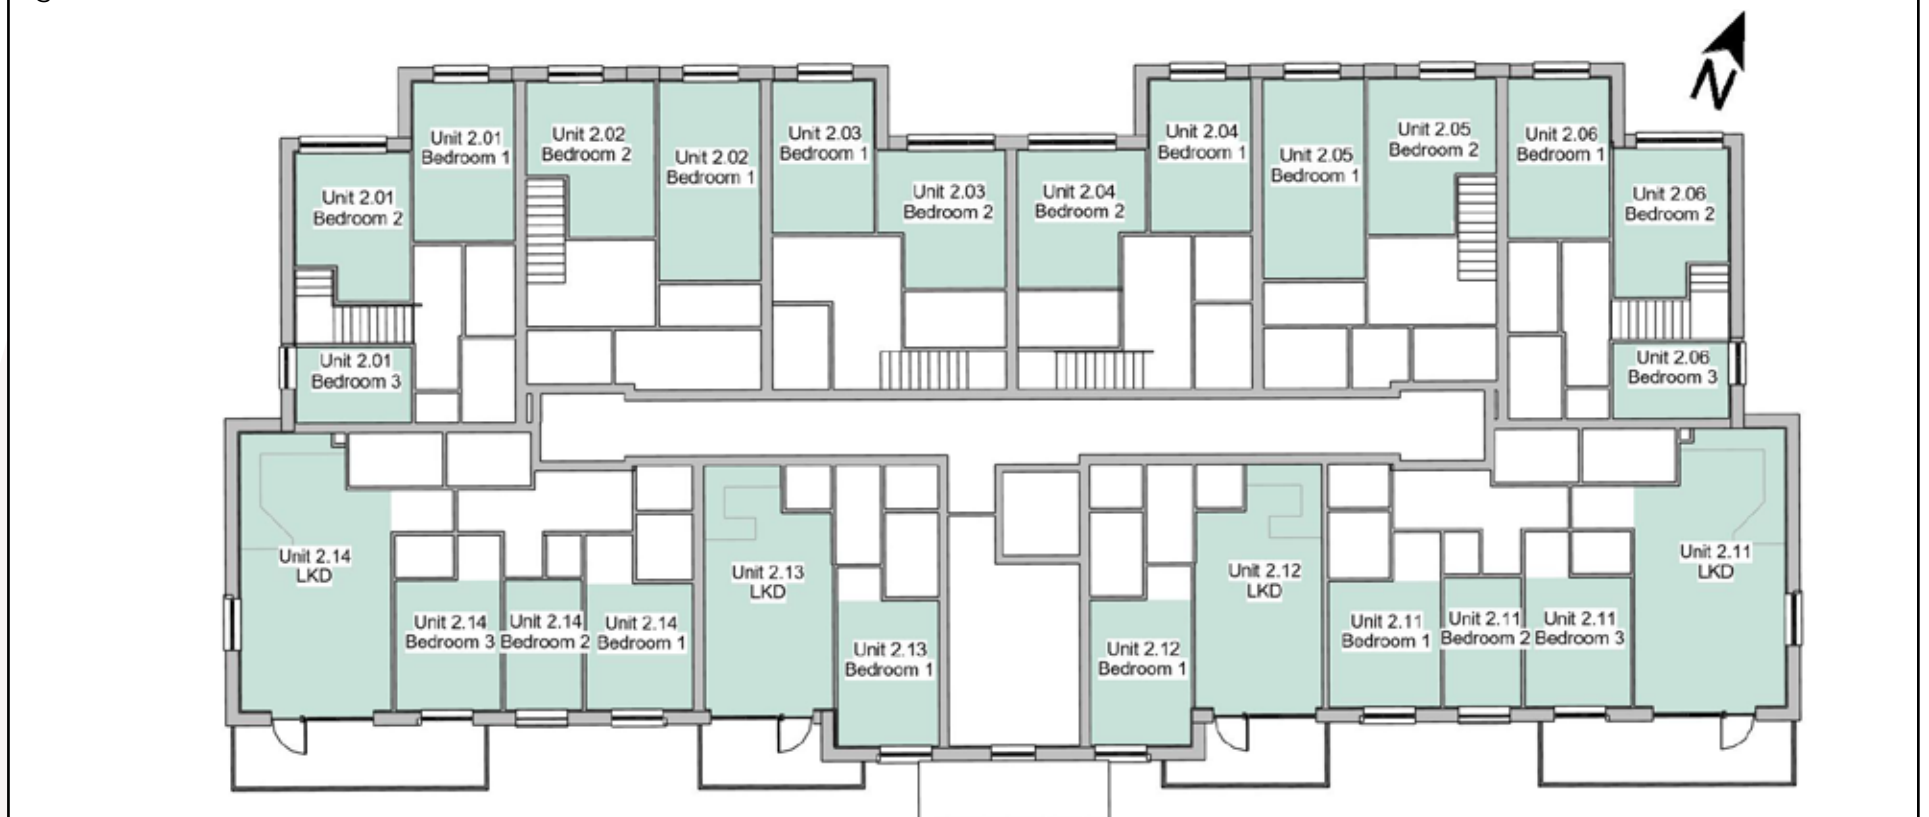 N
Unit 2.01
Bedroom 1
Unit 2.02
Bedroom 2
Unit 2.02
Bedroom 1
Unit 2.03
Bedroom 1
Unit 2.04
Bedroom 1
Unit 2.05
Bedroom 1
Unit 2.05
Bedroom 2
Unit 2.06
Bedroom 1
Unit 2.01
Bedroom 2
Unit 2.03
Bedroom 2
Unit 2.04
Bedroom 2
Unit 2.06
Bedroom 2
Unit 2.01
Bedroom 3
Unit 2.06
Bedroom 3
Unit 2.14
LKD
Unit 2.13
LKD
Unit 2.12
LKD
Unit 2.11
LKD
Unit 2.14
Bedroom 3
Unit 2.14
Bedroom 2
Unit 2.14
Bedroom 1
Unit 2.13
Bedroom 1
Unit 2.12
Bedroom 1
Unit 2.11
Bedroom 1
Unit 2.11
Bedroom 2
Unit 2.11
Bedroom 3